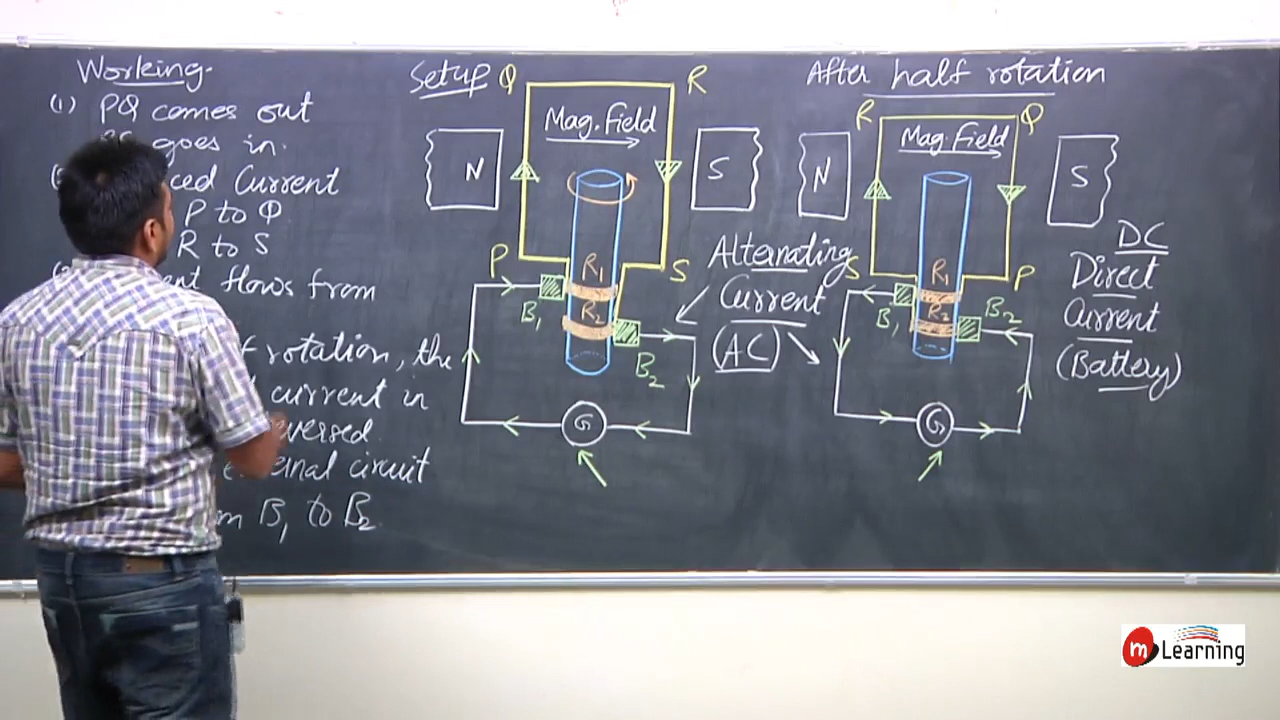 Working-
(1) PQ comes out
goes in.
Current
P to Q
R to S
flows from
rotation, the
current in
circuit
B1 to B2.
Setup
Q
R
Mag. Field
N
S
P
S
R1
R2
B1
B2
G
Alternating
Current
(AC)
After half rotation
R
Q
Mag. Field
N
S
S
P
R1
R2
B1
B2
G
DC
Direct
Current
(Battery)
m Learning